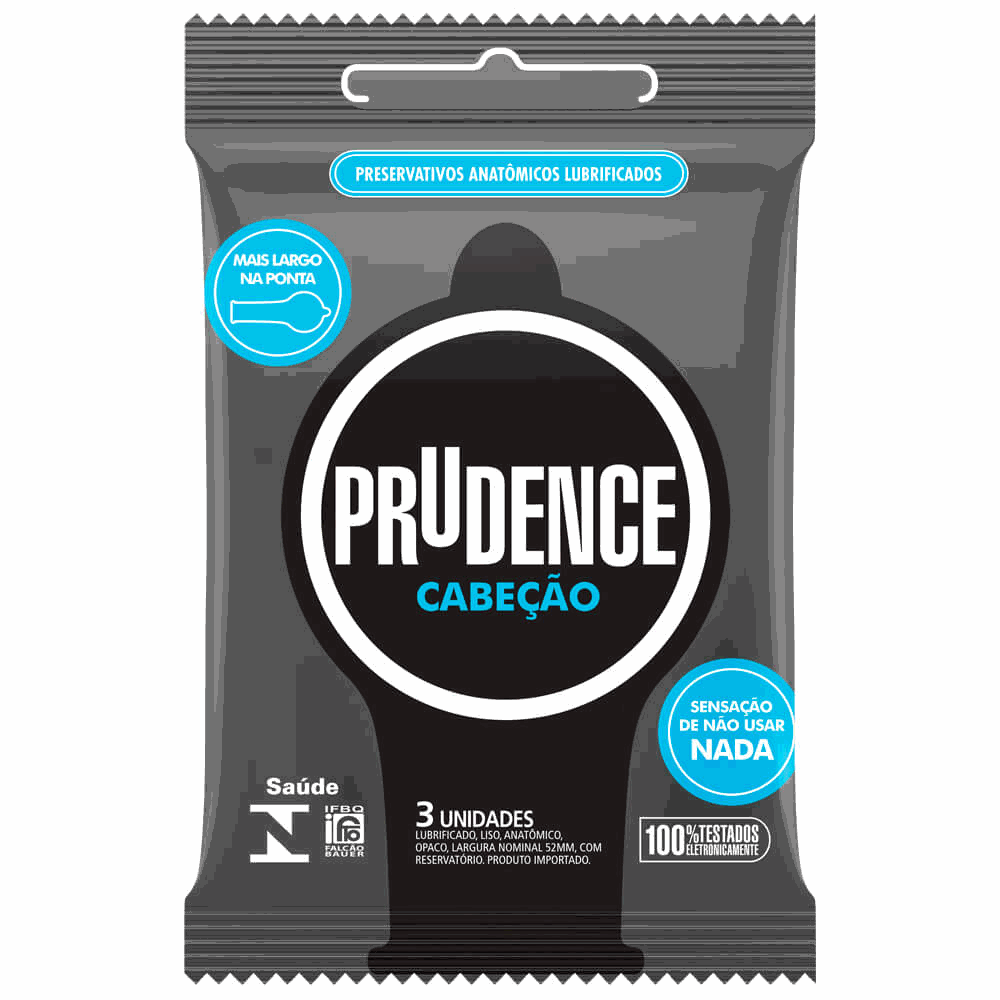 PRESERVATIVOS ANATÔMICOS LUBRIFICADOS
MAIS LARGO
NA PONTA
PRUDENCE
CABEÇÃO
SENSAÇÃO
DE NÃO USAR
NADA
Saúde
N
IFBQ
FALCÃO
BAUER
3 UNIDADES
LUBRIFICADO, LISO, ANATÔMICO,
OPACO, LARGURA NOMINAL 52MM, COM
RESERVATÓRIO. PRODUTO IMPORTADO.
100% TESTADOS
ELETRONICAMENTE